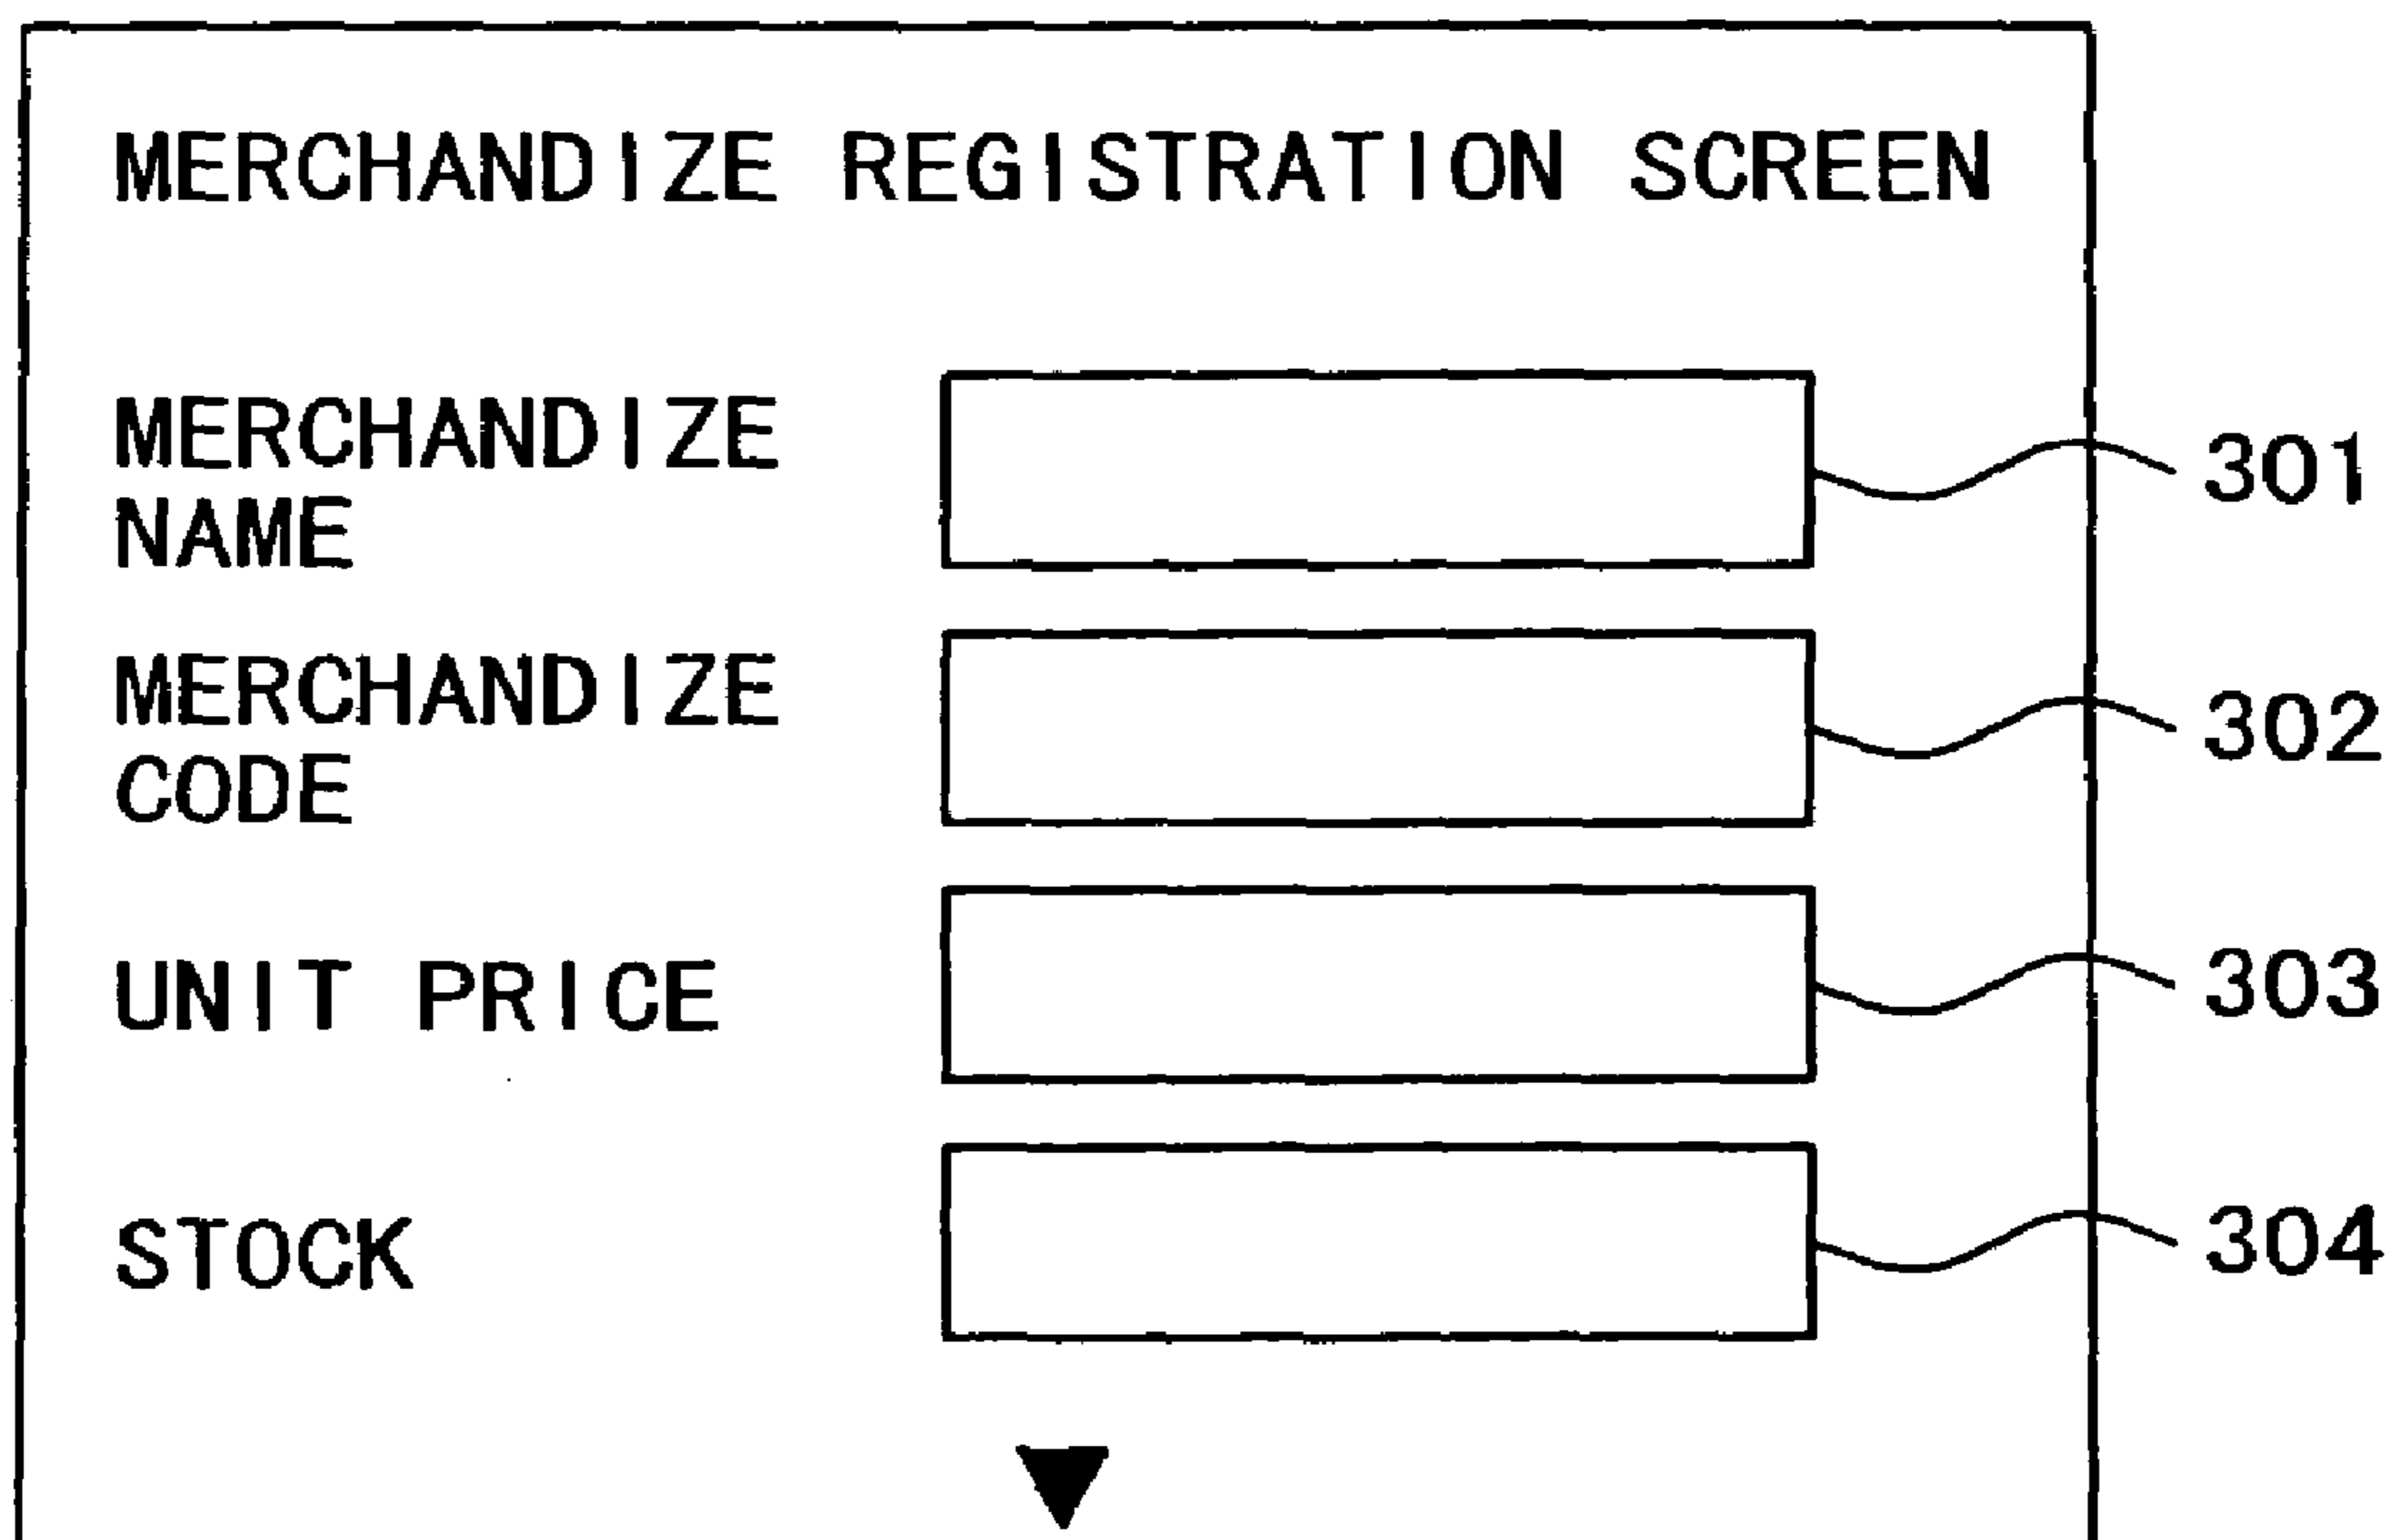 MERCHANDIZE REGISTRATION SCREEN
MERCHANDIZE
NAME
301
MERCHANDIZE
CODE
302
UNIT PRICE
303
STOCK
304